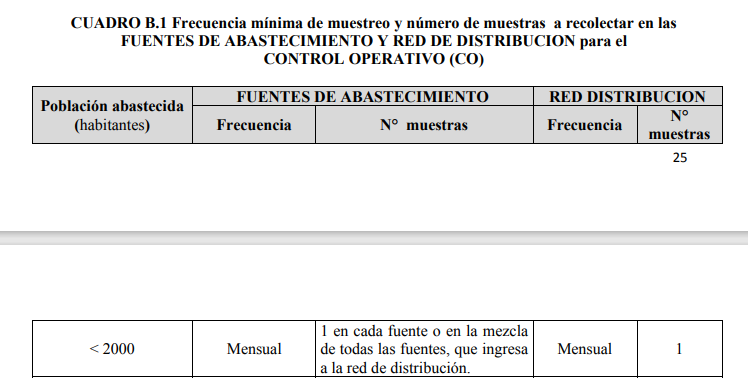 CUADRO B.1 Frecuencia mínima de muestreo y número de muestras a recolectar en las
FUENTES DE ABASTECIMIENTO Y RED DE DISTRIBUCION para el
CONTROL OPERATIVO (CO)
Población abastecida
(habitantes)
FUENTES DE ABASTECIMIENTO
RED DISTRIBUCION
Frecuencia
N° muestras
Frecuencia
N°
muestras
25
< 2000
Mensual
1 en cada fuente o en la mezcla
de todas las fuentes, que ingresa
a la red de distribución.
Mensual
1